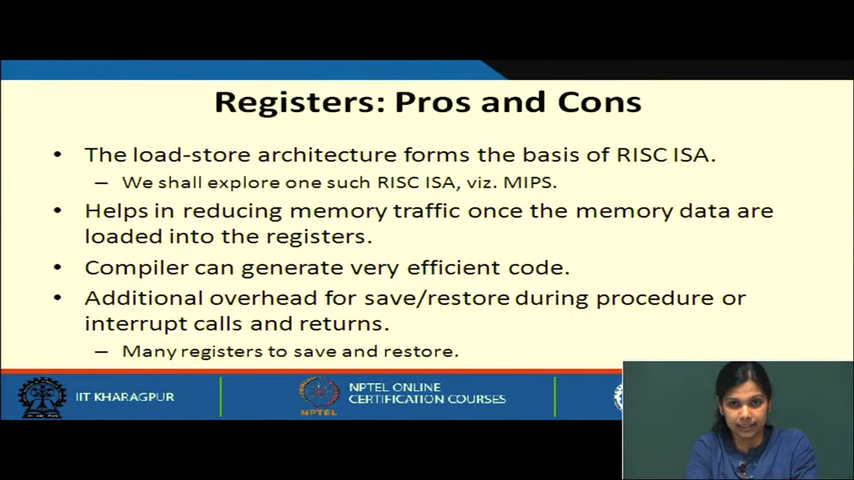 Registers: Pros and Cons
• The load-store architecture forms the basis of RISC ISA.
– We shall explore one such RISC ISA, viz. MIPS.
• Helps in reducing memory traffic once the memory data are
loaded into the registers.
• Compiler can generate very efficient code.
• Additional overhead for save/restore during procedure or
interrupt calls and returns.
– Many registers to save and restore.
IIT KHARAGPUR
NPTEL ONLINE
CERTIFICATION COURSES
NPTEL